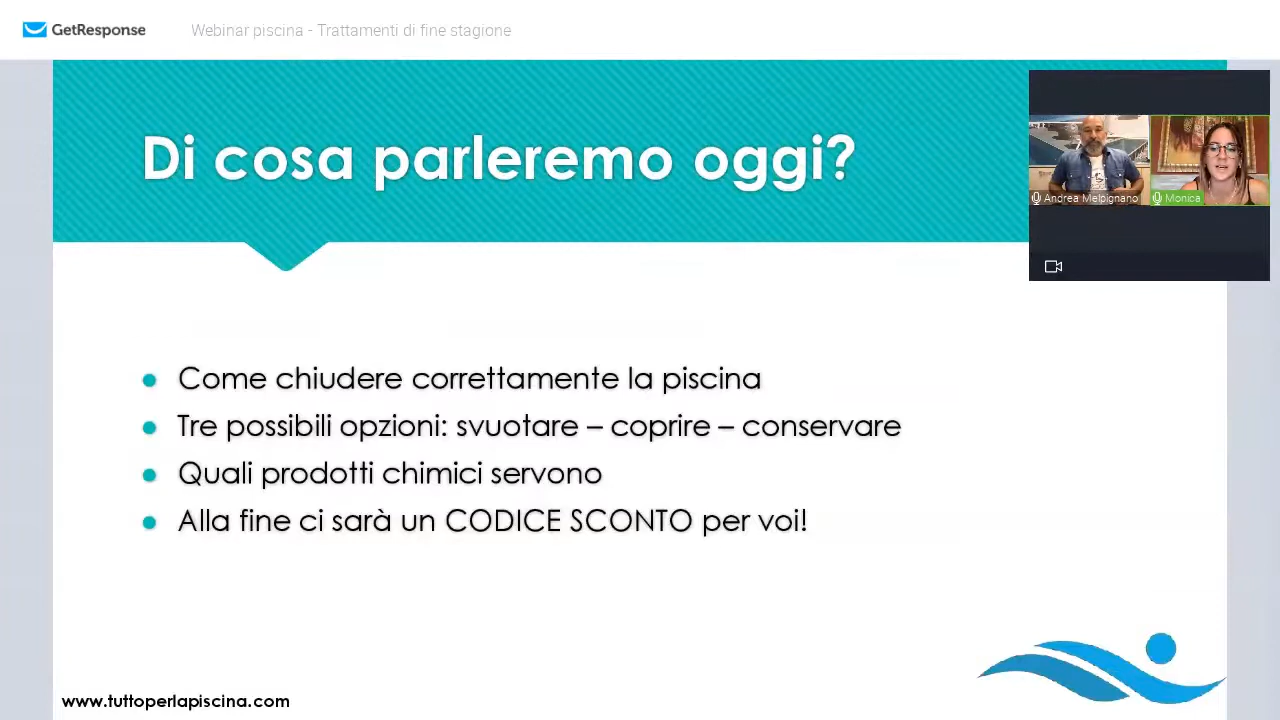 GetResponse
Webinar piscina - Trattamenti di fine stagione
Di cosa parleremo oggi?
Andrea Melpignano
Monica
Come chiudere correttamente la piscina
Tre possibili opzioni: svuotare – coprire – conservare
Quali prodotti chimici servono
Alla fine ci sarà un CODICE SCONTO per voi!
www.tuttoperlapiscina.com